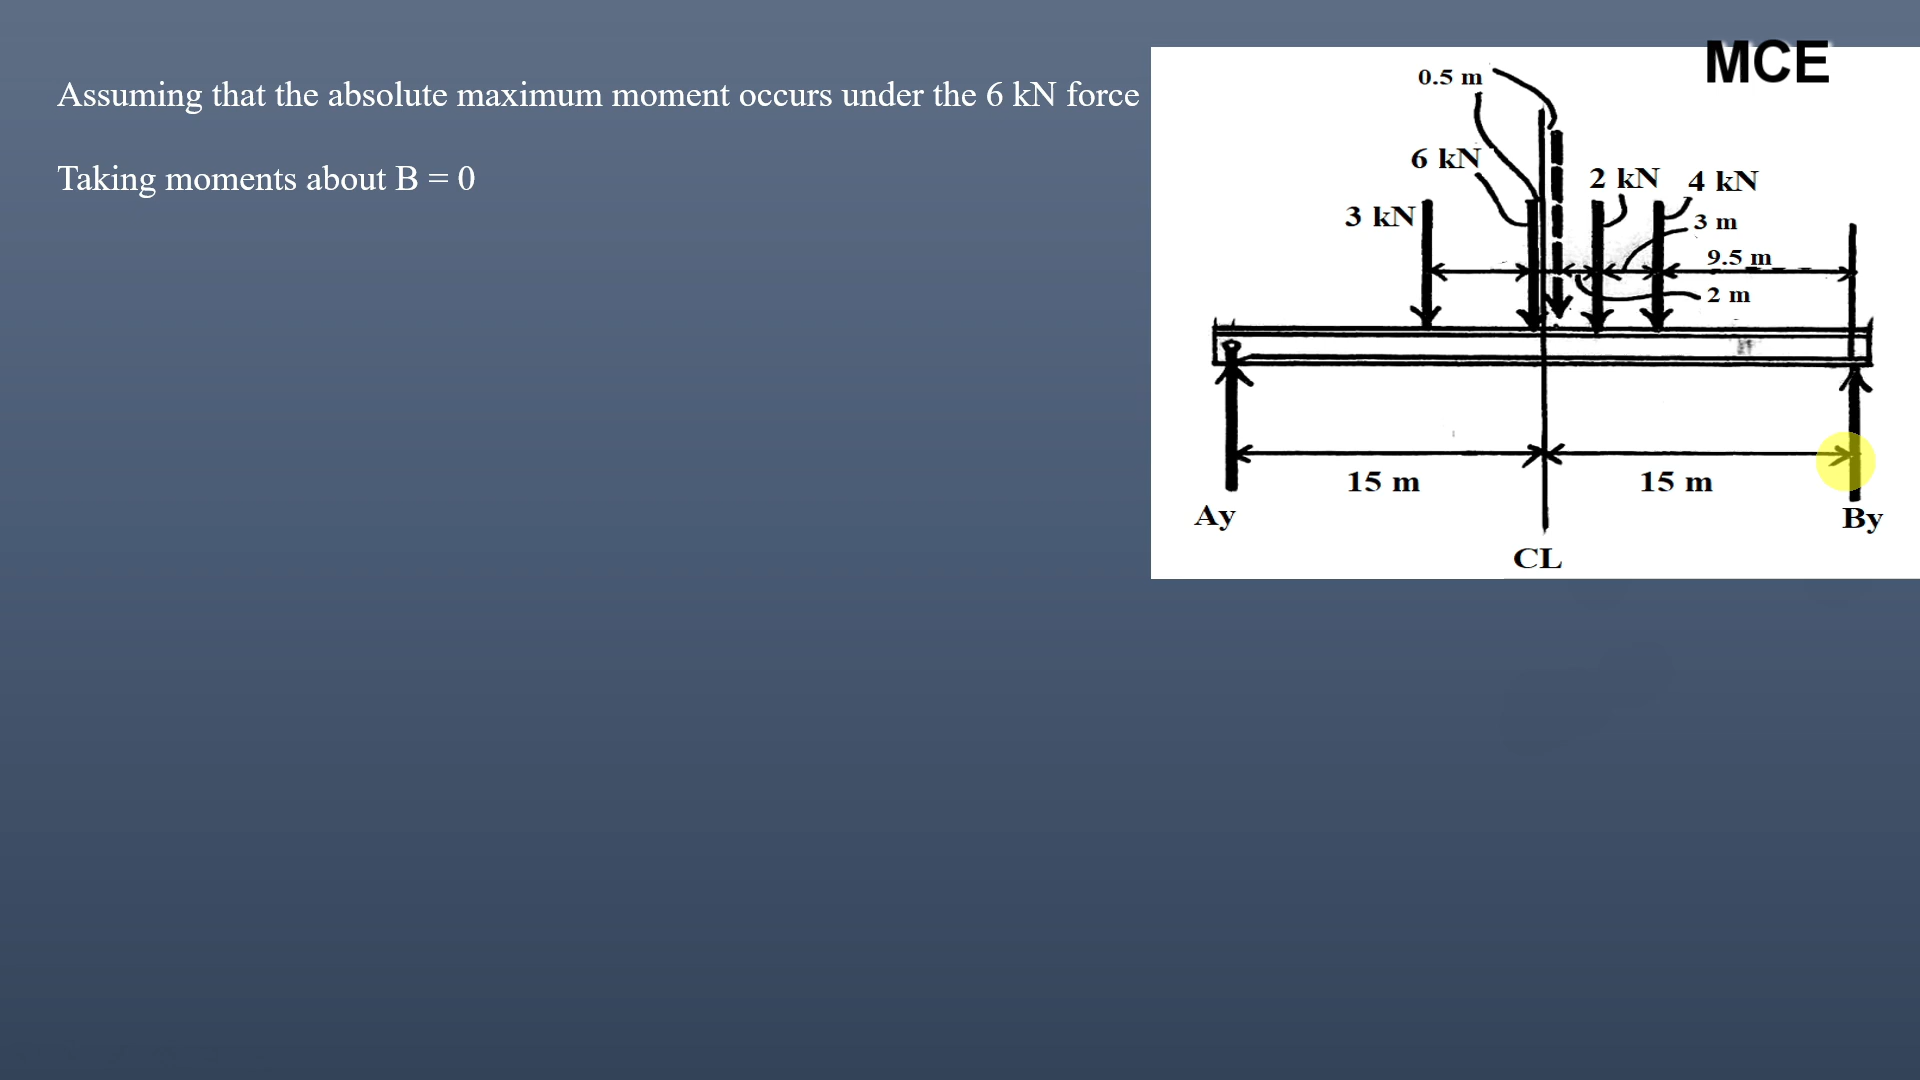 Assuming that the absolute maximum moment occurs under the 6 kN force
Taking moments about B = 0
MCE
0.5 m
6 kN
2 kN 4 kN
3 kN
3 m
9.5 m
2 m
15 m 15 m
Ay By
CL